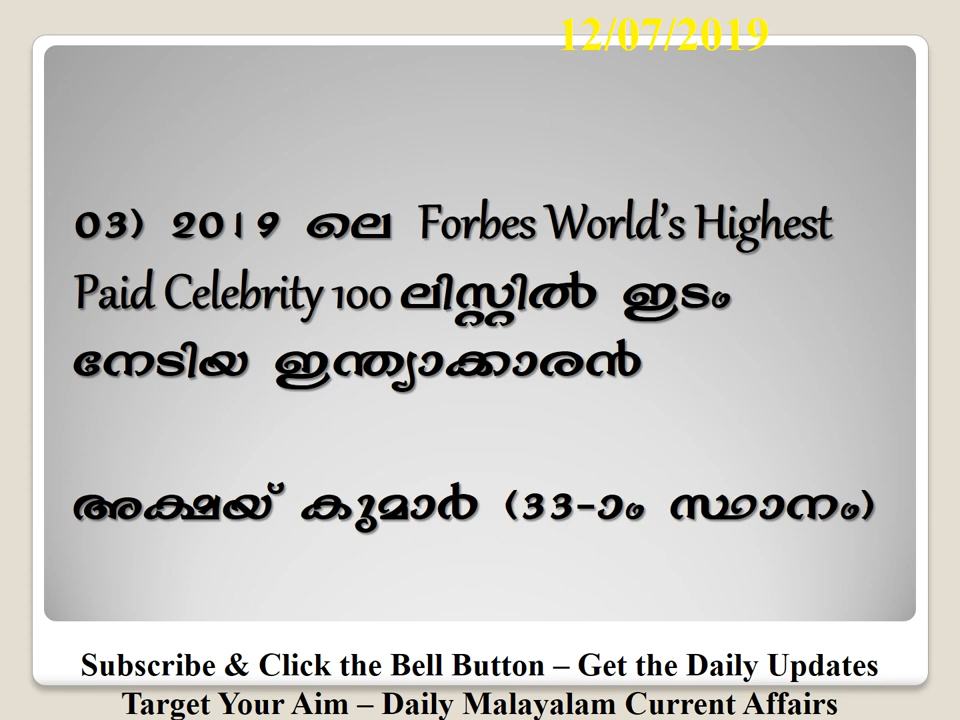 12/07/2019
03) 2019 ലെ Forbes World's Highest
Paid Celebrity 100 ലിസ്റ്റിൽ ഇടം
നേടിയ ഇന്ത്യാക്കാരൻ
അക്ഷയ് കുമാർ (33-ാം സ്ഥാനം)
Subscribe & Click the Bell Button – Get the Daily Updates
Target Your Aim – Daily Malayalam Current Affairs